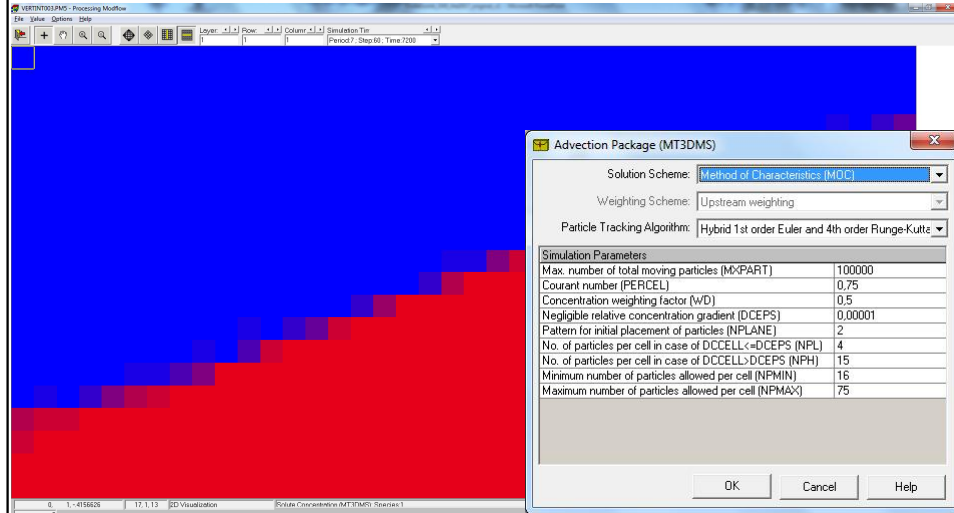 VERTINT003.PM5 - Processing Modflow
File Value Options Help
Layer: Row: Column: Simulation Tim
1 1 1 Period:7 ; Step:60 ; Time:7200
Advection Package (MT3DMS)
Solution Scheme: Method of Characteristics (MOC)
Weighting Scheme: Upstream weighting
Particle Tracking Algorithm: Hybrid 1st order Euler and 4th order Runge-Kutta
Simulation Parameters
Max. number of total moving particles (MXPART) 100000
Courant number (PERCEL) 0,75
Concentration weighting factor (WD) 0,5
Negligible relative concentration gradient (DCEPS) 0,00001
Pattern for initial placement of particles (NPLANE) 2
No. of particles per cell in case of DCCELL<=DCEPS (NPL) 4
No. of particles per cell in case of DCCELL>DCEPS (NPH) 15
Minimum number of particles allowed per cell (NPMIN) 16
Maximum number of particles allowed per cell (NPMAX) 75
OK Cancel Help
0, 1, -.4156626 17, 1, 13 2D Visualization Solute Concentration (MT3DMS): Species:1